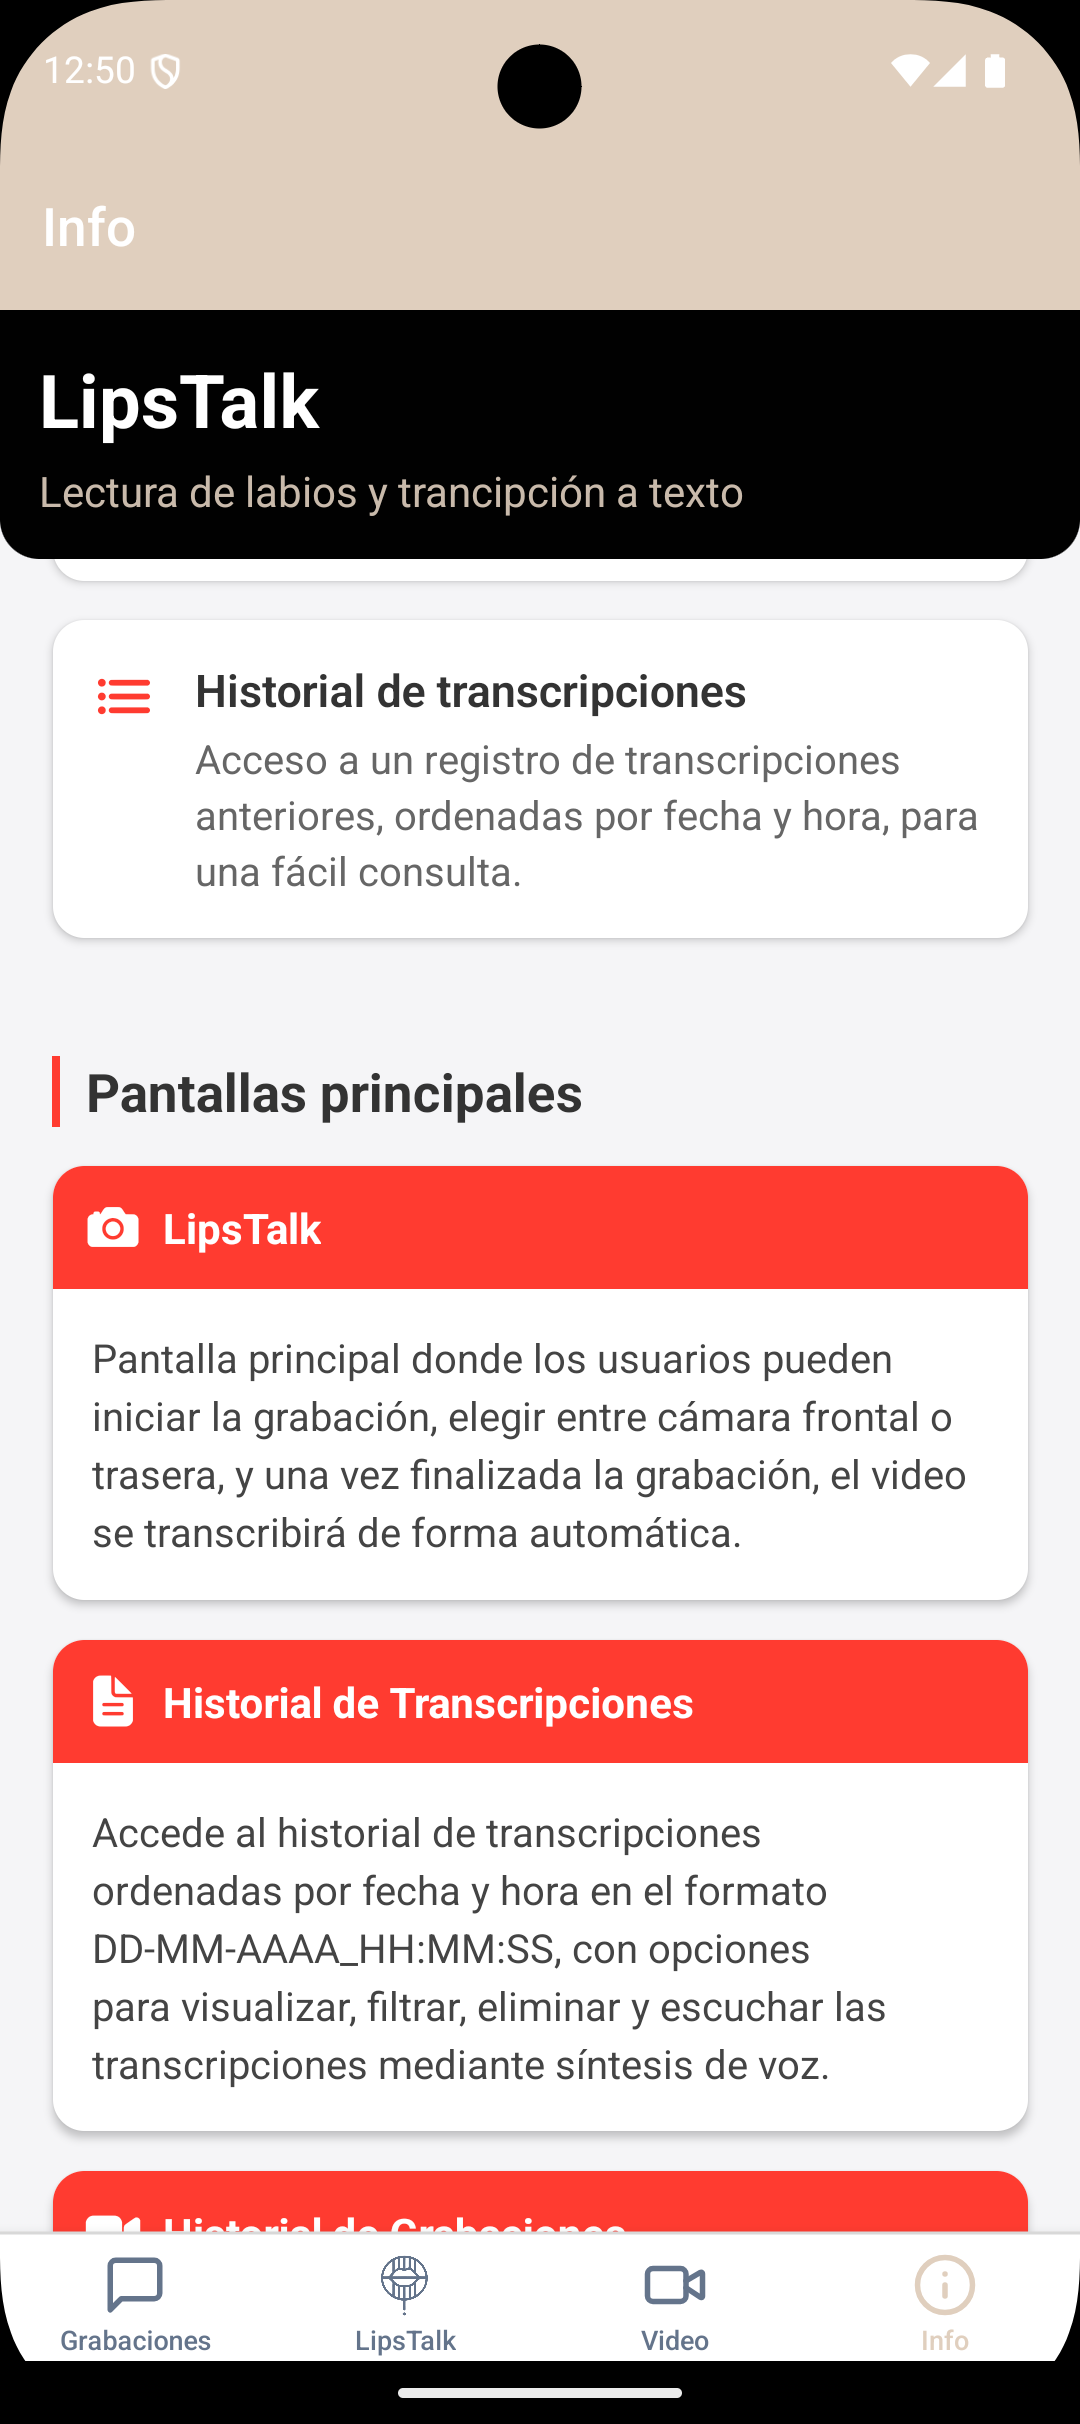 12:50
Info
LipsTalk
Lectura de labios y trancipción a texto
Historial de transcripciones
Acceso a un registro de transcripciones
anteriores, ordenadas por fecha y hora, para
una fácil consulta.
Pantallas principales
LipsTalk
Pantalla principal donde los usuarios pueden
iniciar la grabación, elegir entre cámara frontal o
trasera, y una vez finalizada la grabación, el video
se transcribirá de forma automática.
Historial de Transcripciones
Accede al historial de transcripciones
ordenadas por fecha y hora en el formato
DD-MM-AAAA_HH:MM:SS, con opciones
para visualizar, filtrar, eliminar y escuchar las
transcripciones mediante síntesis de voz.
Historial de Grabaciones
Grabaciones
LipsTalk
Video
Info